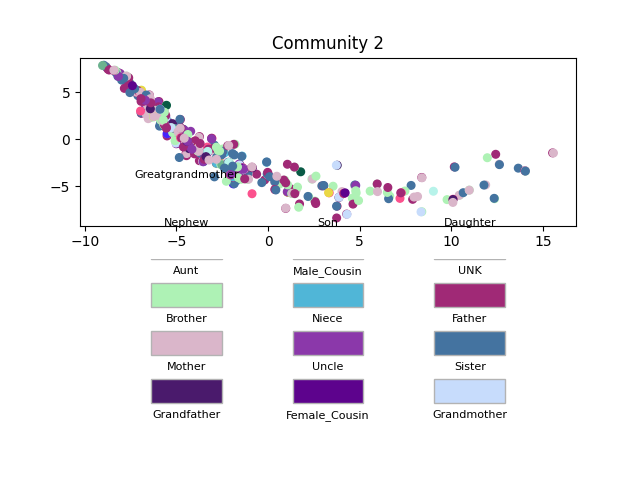 Community 2
5
0
−5
Greatgrandmother
−10 −5 0 5 10 15
Nephew Son Daughter
Aunt Male_Cousin UNK
Brother Niece Father
Mother Uncle Sister
Grandfather Female_Cousin Grandmother